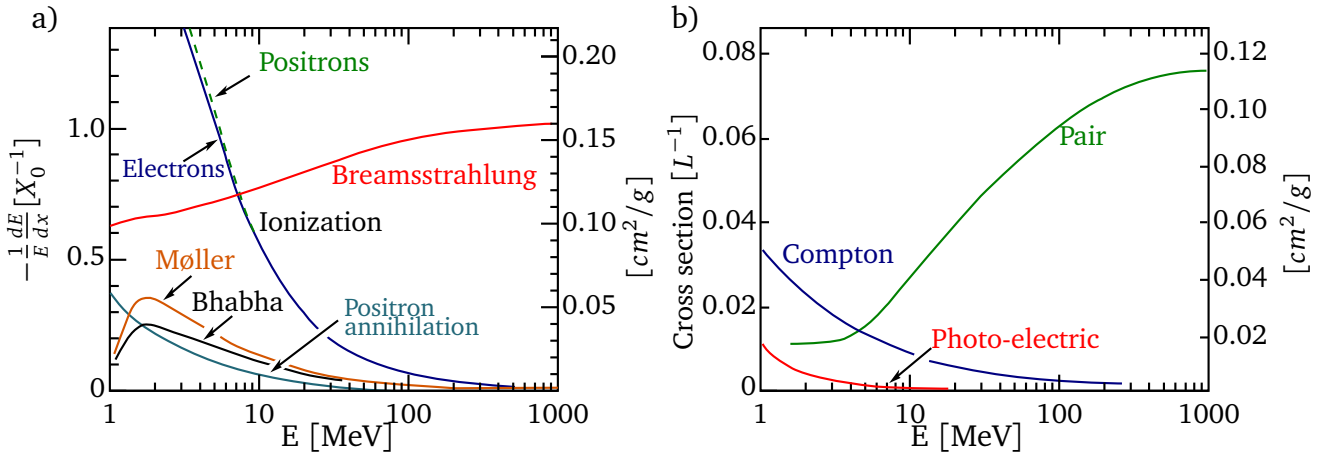 a)
0.20
0.15
0.10
0.05
0
1.0
0.5
0
−1/E dE/dx [X₀⁻¹]
[cm²/g]
Positrons
Electrons
Breamsstrahlung
Ionization
Møller
Bhabha
Positron
annihilation
1
10
100
1000
E [MeV]
b)
0.08
0.06
0.04
0.02
0
Cross section [L⁻¹]
0.12
0.10
0.08
0.06
0.04
0.02
[cm²/g]
Pair
Compton
Photo-electric
1
10
100
1000
E [MeV]